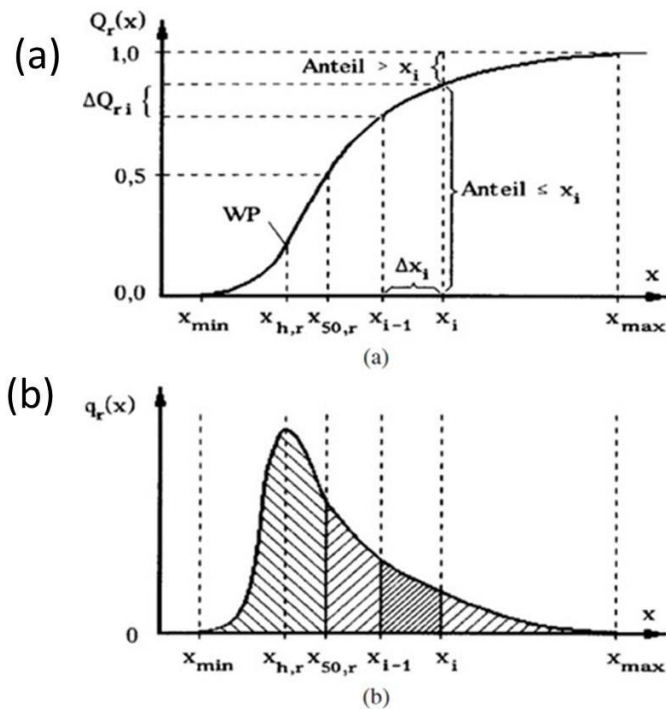 Q_r(x)
(a)
1,0
Anteil > x_i
ΔQ_ri
0,5
WP
Anteil ≤ x_i
Δx_i
x
0,0
x_min x_h,r x_50,r x_i-1 x_i x_max
(a)
(b)
q_r(x)
x
0
x_min x_h,r x_50,r x_i-1 x_i x_max
(b)